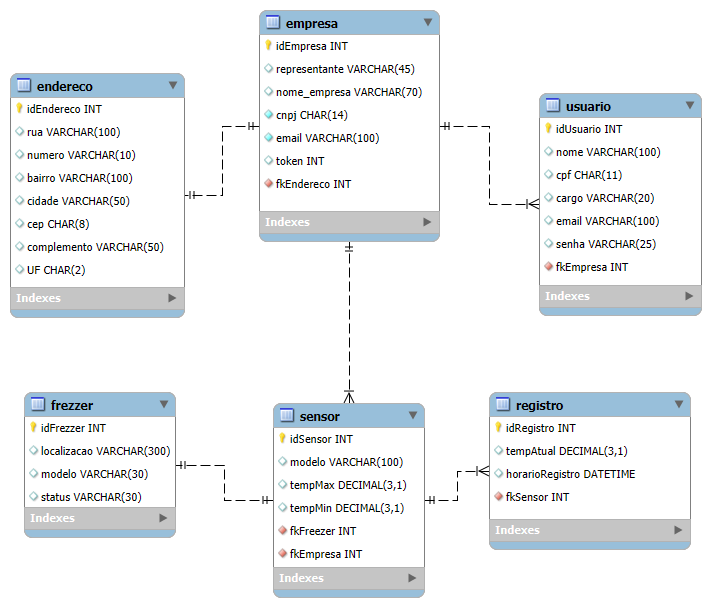 empresa
idEmpresa INT
representante VARCHAR(45)
nome_empresa VARCHAR(70)
cnpj CHAR(14)
email VARCHAR(100)
token INT
fkEndereco INT
Indexes
endereco
idEndereco INT
rua VARCHAR(100)
numero VARCHAR(10)
bairro VARCHAR(100)
cidade VARCHAR(50)
cep CHAR(8)
complemento VARCHAR(50)
UF CHAR(2)
Indexes
usuario
idUsuario INT
nome VARCHAR(100)
cpf CHAR(11)
cargo VARCHAR(20)
email VARCHAR(100)
senha VARCHAR(25)
fkEmpresa INT
Indexes
frezzer
idFrezzer INT
localizacao VARCHAR(300)
modelo VARCHAR(30)
status VARCHAR(30)
Indexes
sensor
idSensor INT
modelo VARCHAR(100)
tempMax DECIMAL(3,1)
tempMin DECIMAL(3,1)
fkFreezer INT
fkEmpresa INT
Indexes
registro
idRegistro INT
tempAtual DECIMAL(3,1)
horarioRegistro DATETIME
fkSensor INT
Indexes